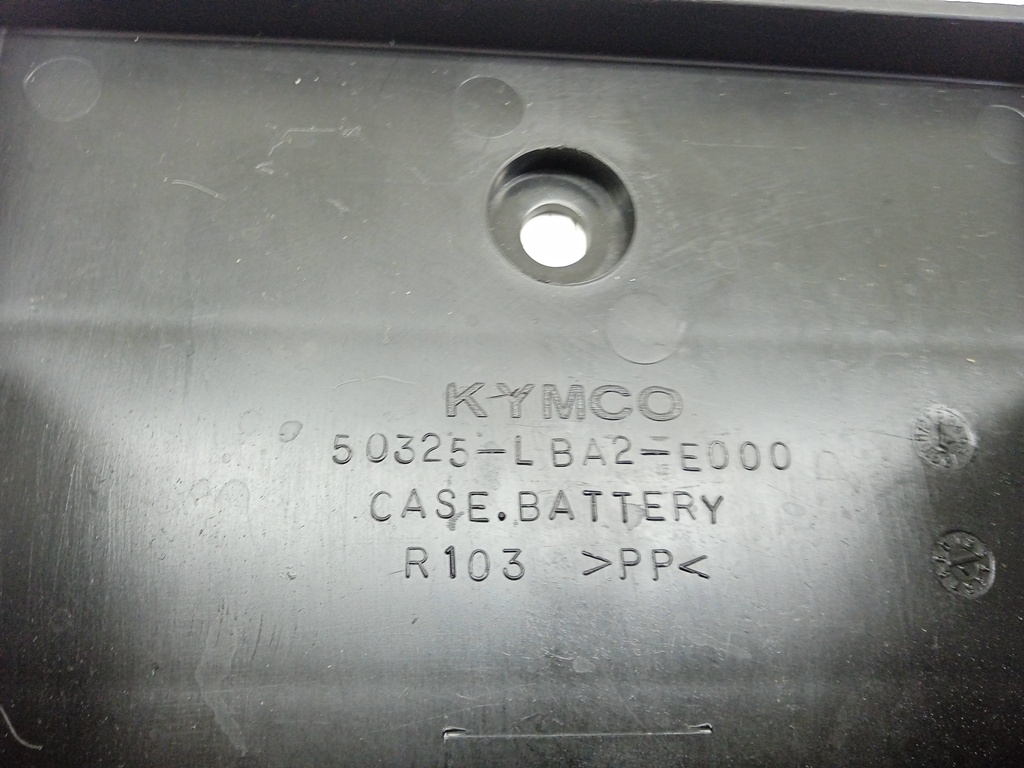 KYMCO
50325-LBA2-E000
CASE.BATTERY
R103 >PP<